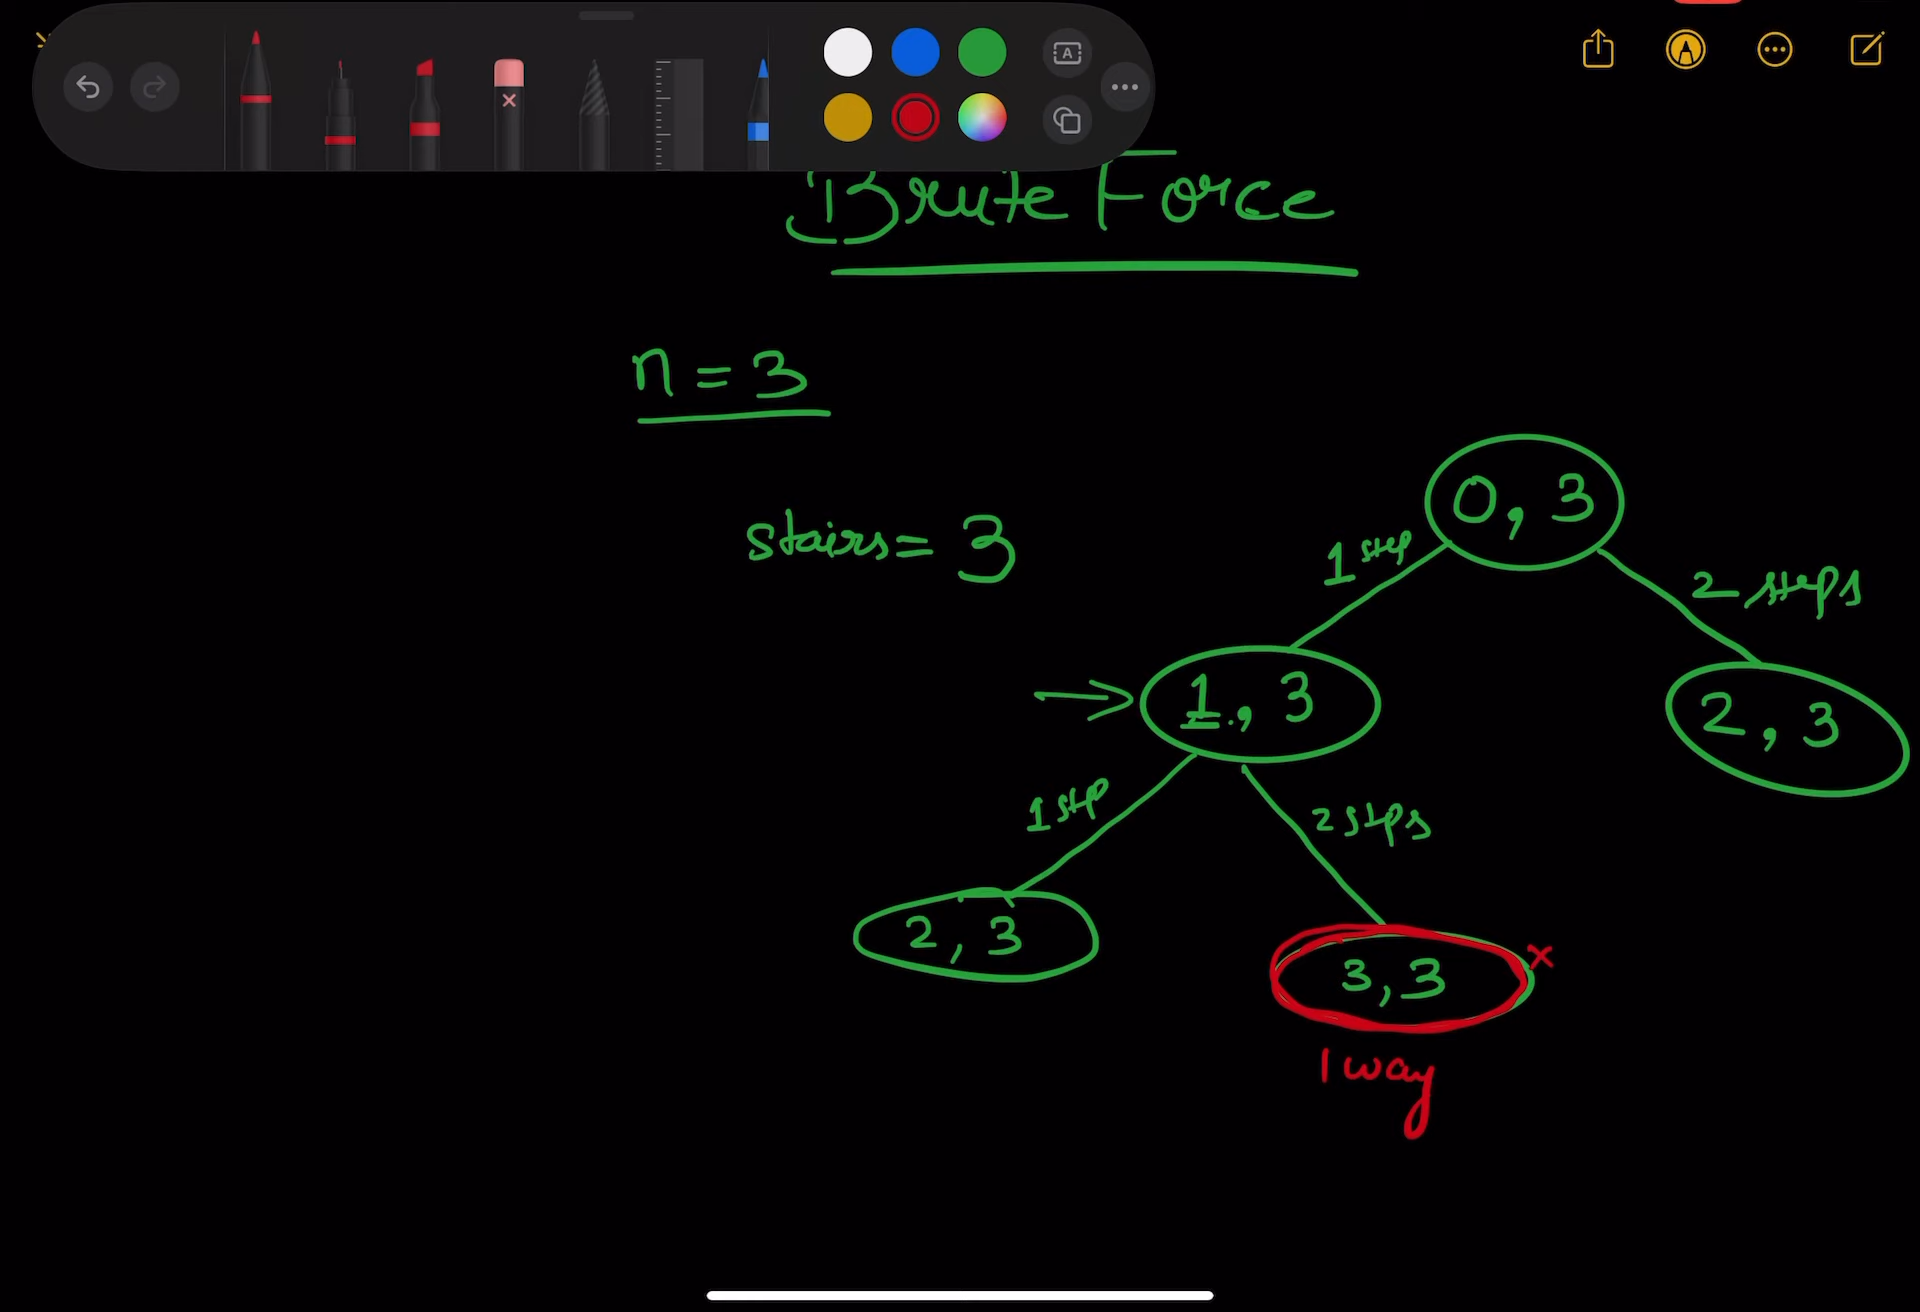 Brute Force
n = 3
stairs = 3
0, 3
1 step
2 steps
1, 3
2, 3
1 step
2 steps
2, 3
3, 3
x
1 way